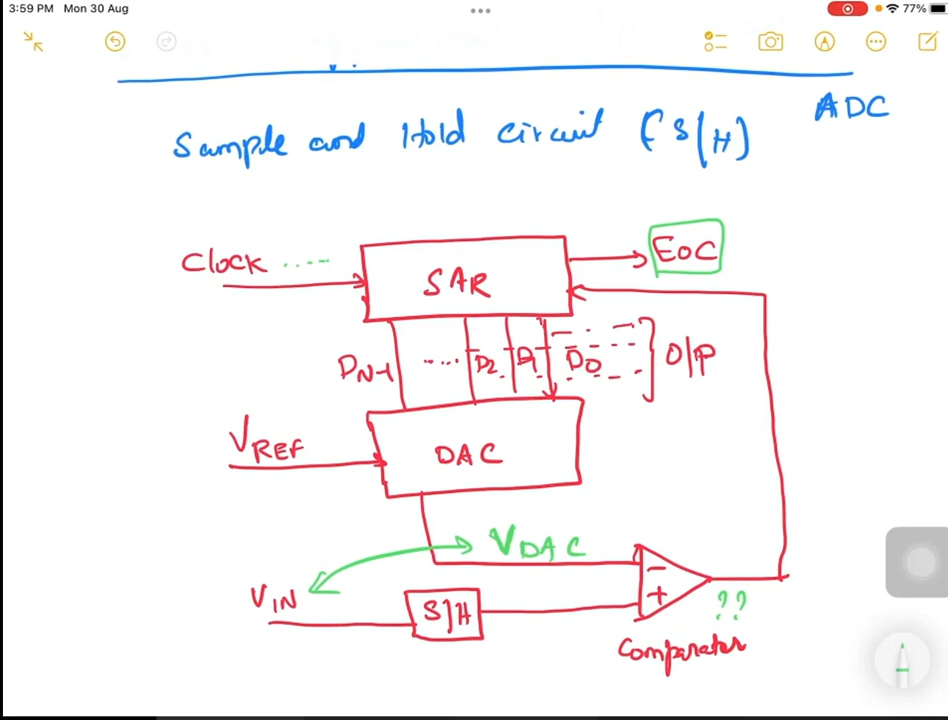 3:59 PM Mon 30 Aug
77%
ADC
Sample and Hold circuit (S/H)
Clock ....
SAR
EOC
DN-1 .... D2 D1 D0
O/P
VREF
DAC
VDAC
VIN
S/H
-
+
??
Comparator